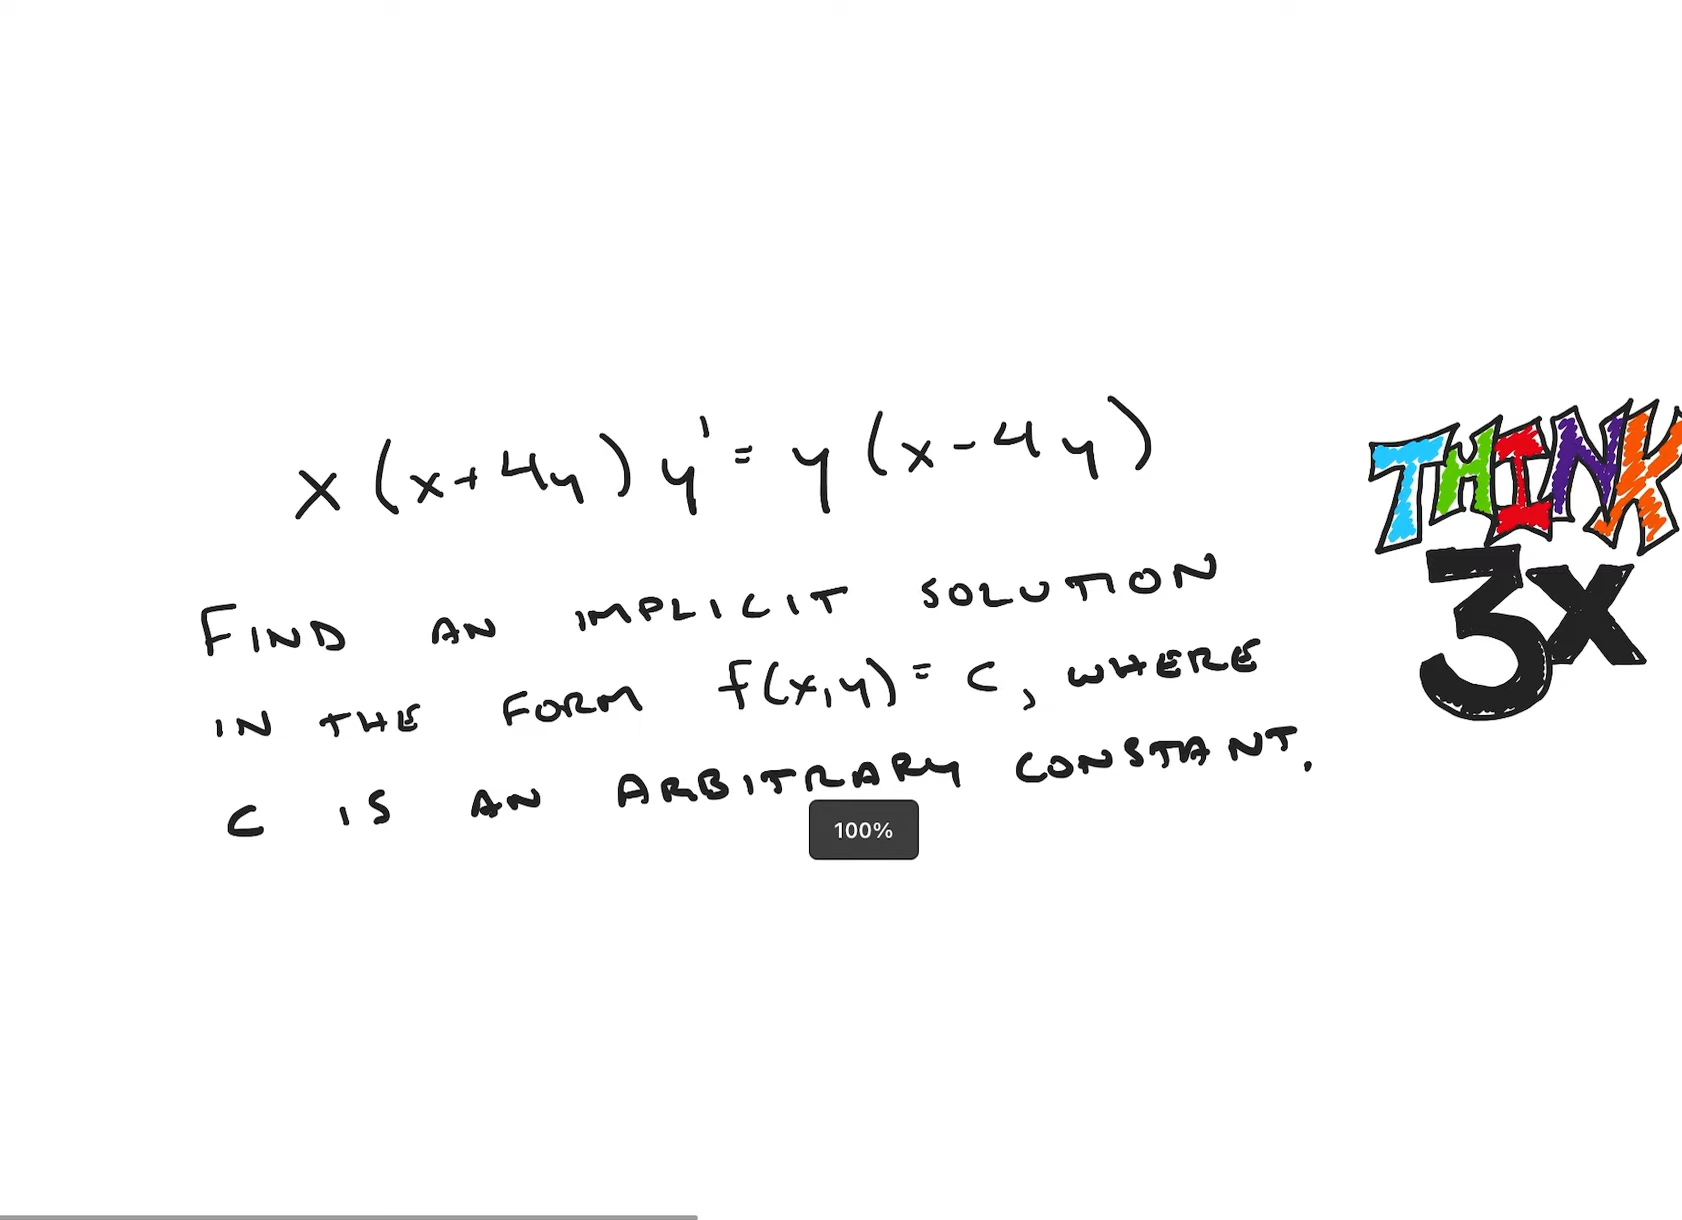 x(x+4y)y'=y(x-4y)
FIND AN IMPLICIT SOLUTION
IN THE FORM f(x,y)=C, WHERE
C IS AN ARBITRARY CONSTANT.
100%
THINK
3x